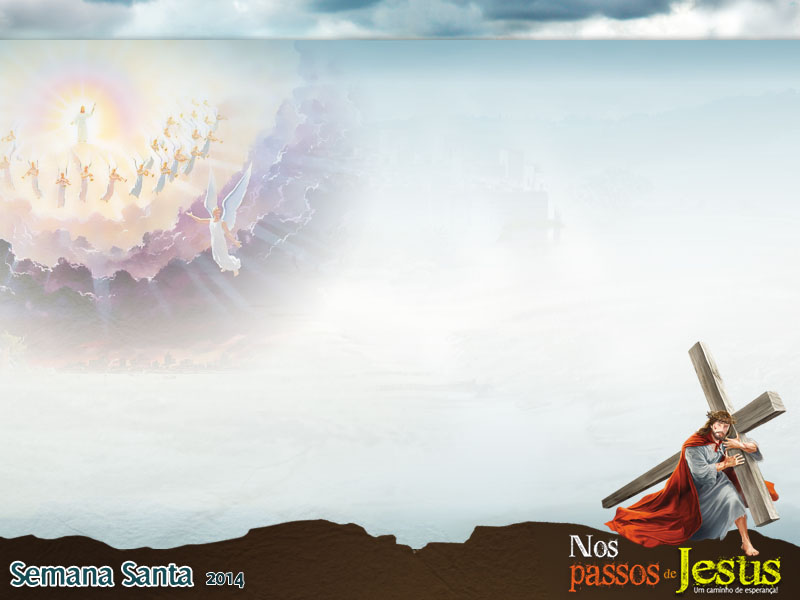 Semana Santa 2014
Nos
passos de Jesus
Um caminho de esperança!